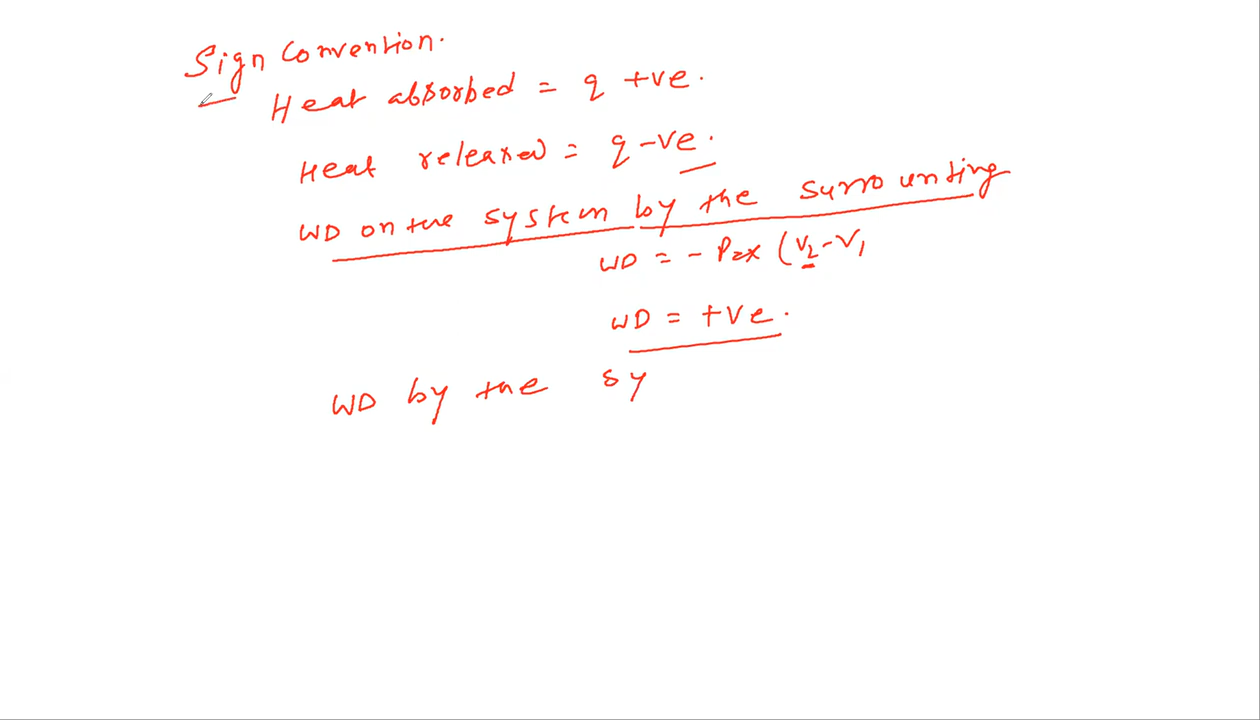 Sign Convention.
Heat absorbed = q +ve.
Heat released = q -ve.
WD on the system by the surrounting
WD = - Pex (V2-V1
WD = +ve.
WD by the sy